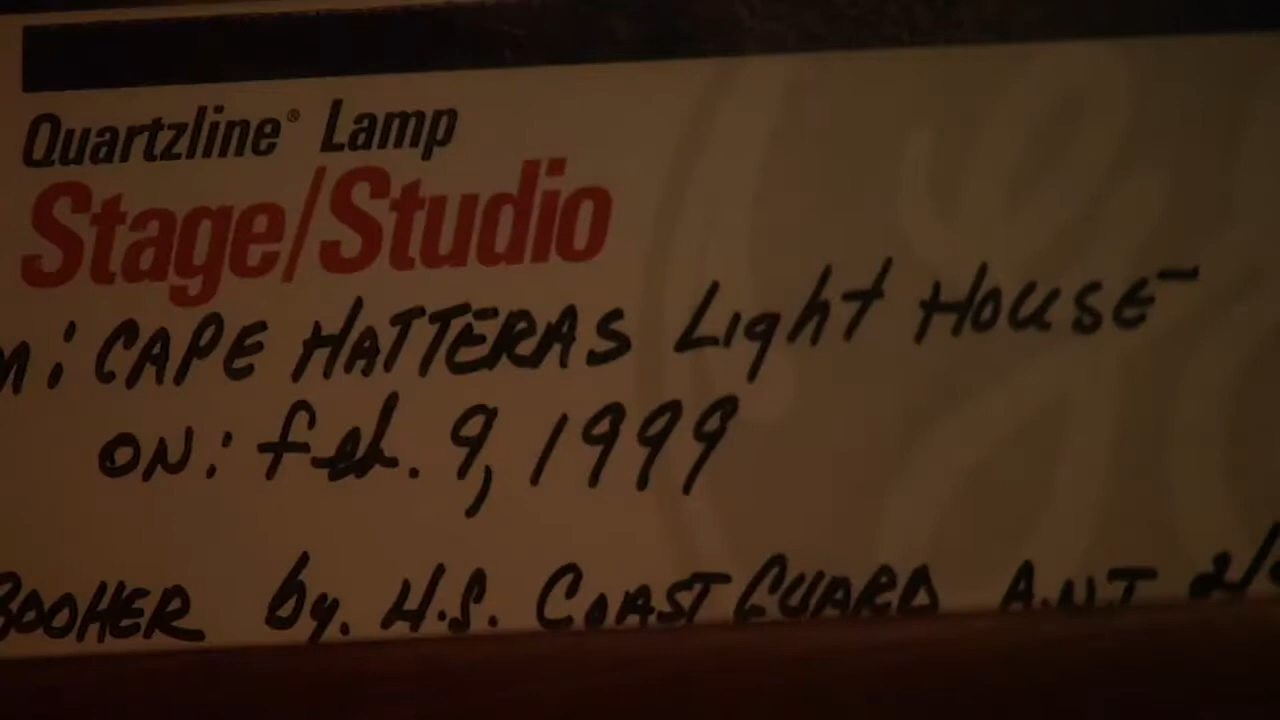 Quartzline® Lamp
Stage/Studio
: CAPE HATTERAS Light HOUSE-
ON: feb. 9, 1999
BOOHER by. U.S. COAST GUARD A.N.T